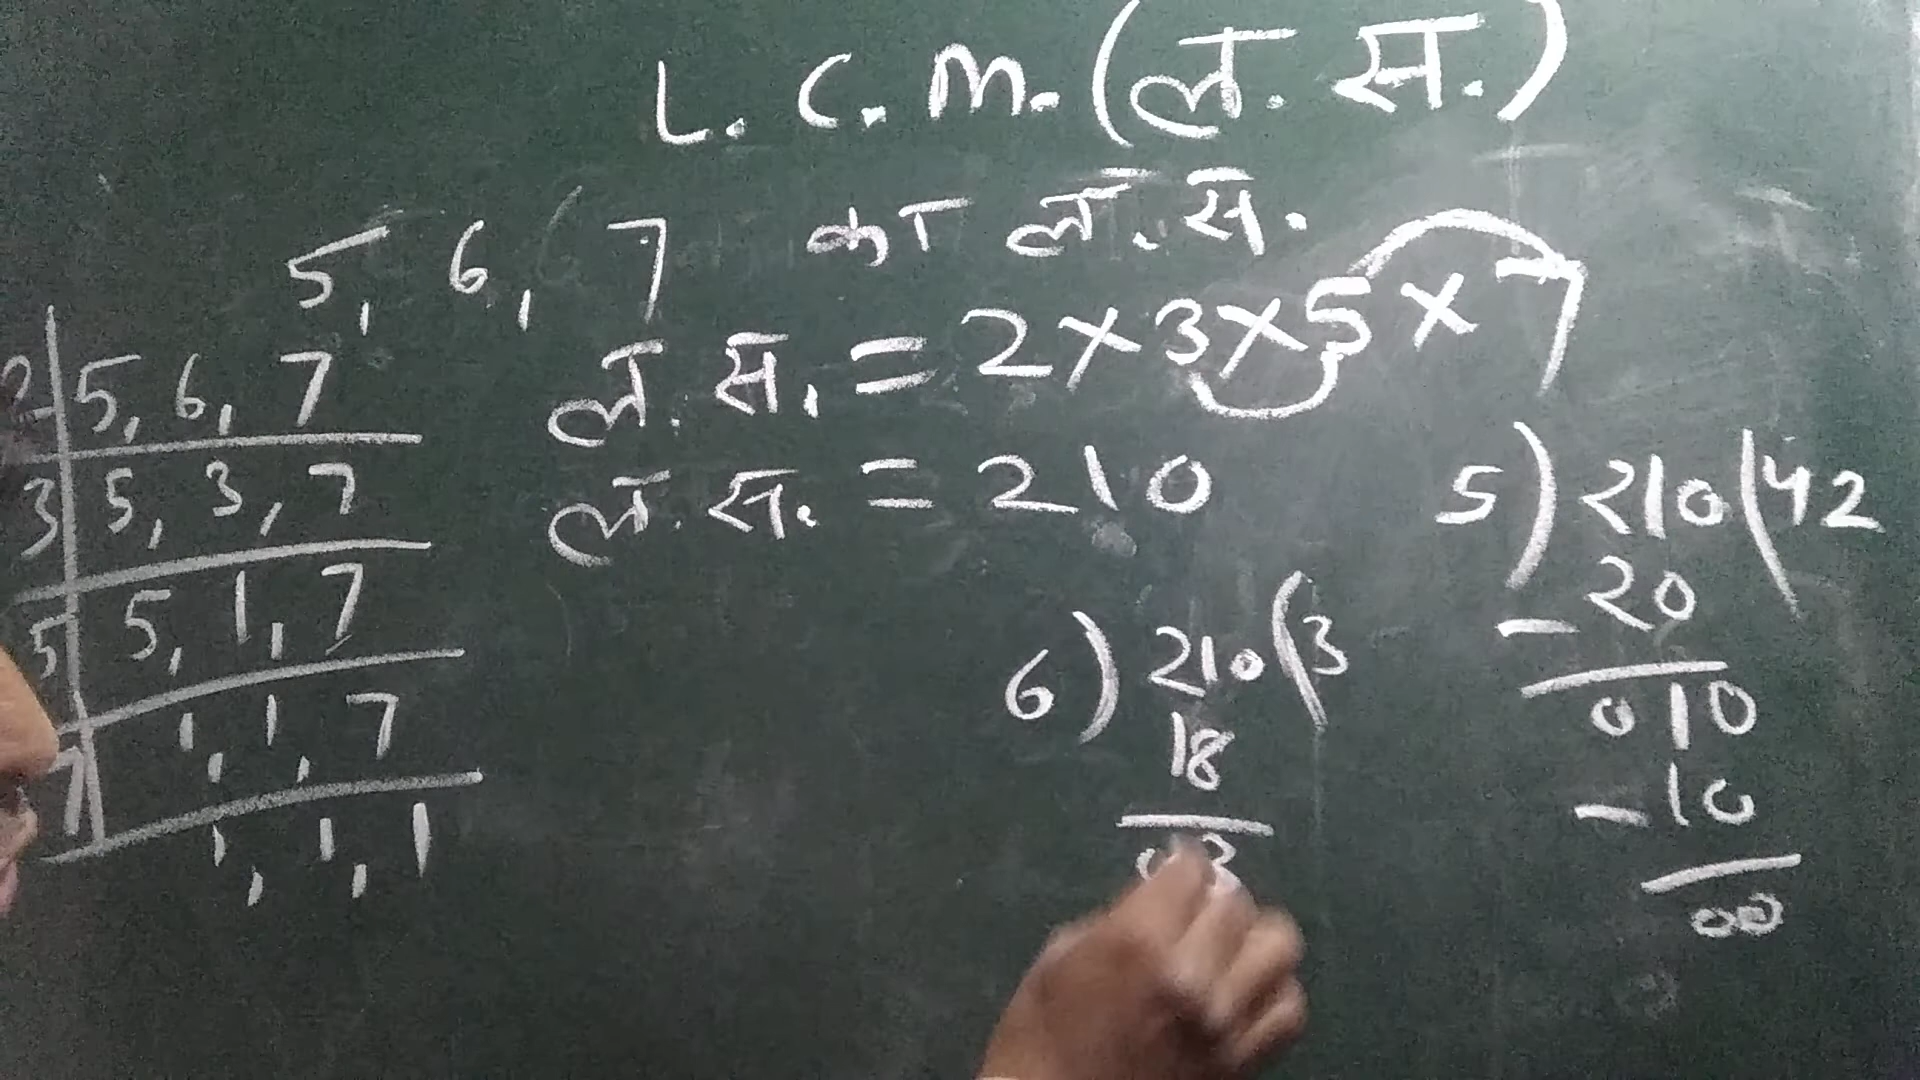 L. C. M. (ल. स.)
5, 6, 7 का ल. स.
ल. स. = 2 × 3 × 5 × 7
ल. स. = 210
2 | 5, 6, 7
3 | 5, 3, 7
5 | 5, 1, 7
7 | 1, 1, 7
1, 1, 1
6 ) 210 ( 3
18
03
5 ) 210 ( 42
- 20
010
- 10
00